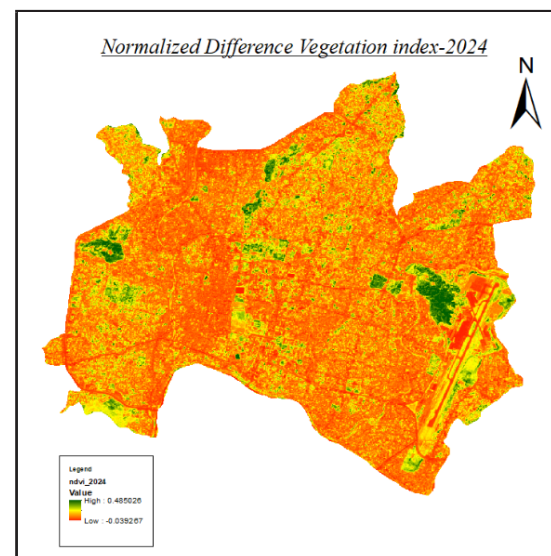 Normalized Difference Vegetation index-2024
N
Legend
ndvi_2024
Value
High : 0.485026
Low : -0.039267